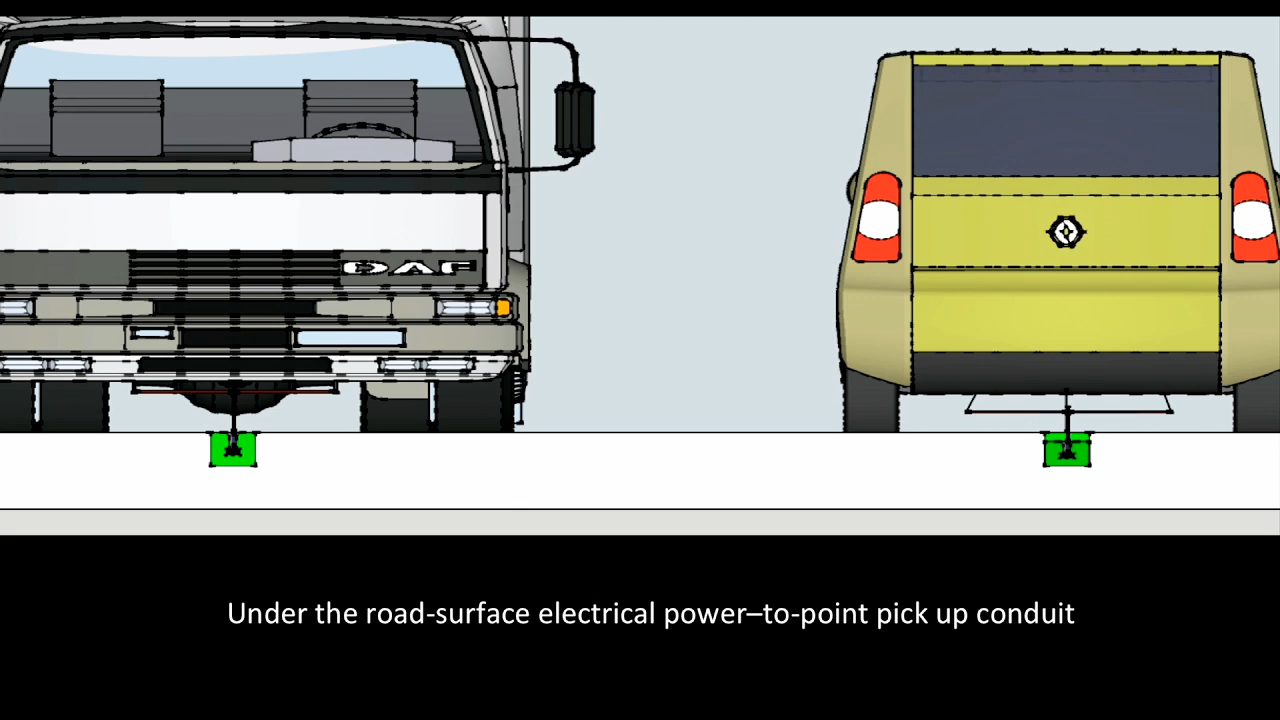 DAF
Under the road-surface electrical power–to-point pick up conduit